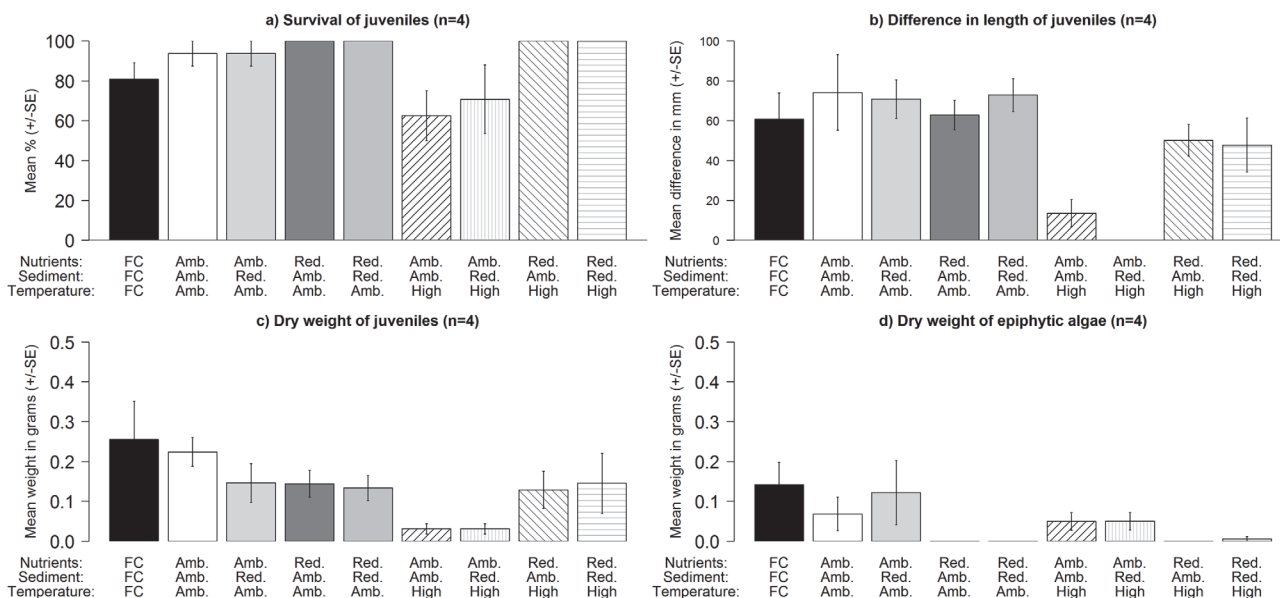 a) Survival of juveniles (n=4)
Mean % (+/-SE)
100
80
60
40
20
0
Nutrients: FC Amb. Amb. Red. Red. Amb. Amb. Red. Red.
Sediment: FC Amb. Red. Amb. Red. Amb. Red. Amb. Red.
Temperature: FC Amb. Amb. Amb. Amb. High High High High
b) Difference in length of juveniles (n=4)
Mean difference in mm (+/-SE)
100
80
60
40
20
0
Nutrients: FC Amb. Amb. Red. Red. Amb. Amb. Red. Red.
Sediment: FC Amb. Red. Amb. Red. Amb. Red. Amb. Red.
Temperature: FC Amb. Amb. Amb. Amb. High High High High
c) Dry weight of juveniles (n=4)
Mean weight in grams (+/-SE)
0.5
0.4
0.3
0.2
0.1
0.0
Nutrients: FC Amb. Amb. Red. Red. Amb. Amb. Red. Red.
Sediment: FC Amb. Red. Amb. Red. Amb. Red. Amb. Red.
Temperature: FC Amb. Amb. Amb. Amb. High High High High
d) Dry weight of epiphytic algae (n=4)
Mean weight in grams (+/-SE)
0.5
0.4
0.3
0.2
0.1
0.0
Nutrients: FC Amb. Amb. Red. Red. Amb. Amb. Red. Red.
Sediment: FC Amb. Red. Amb. Red. Amb. Red. Amb. Red.
Temperature: FC Amb. Amb. Amb. Amb. High High High High